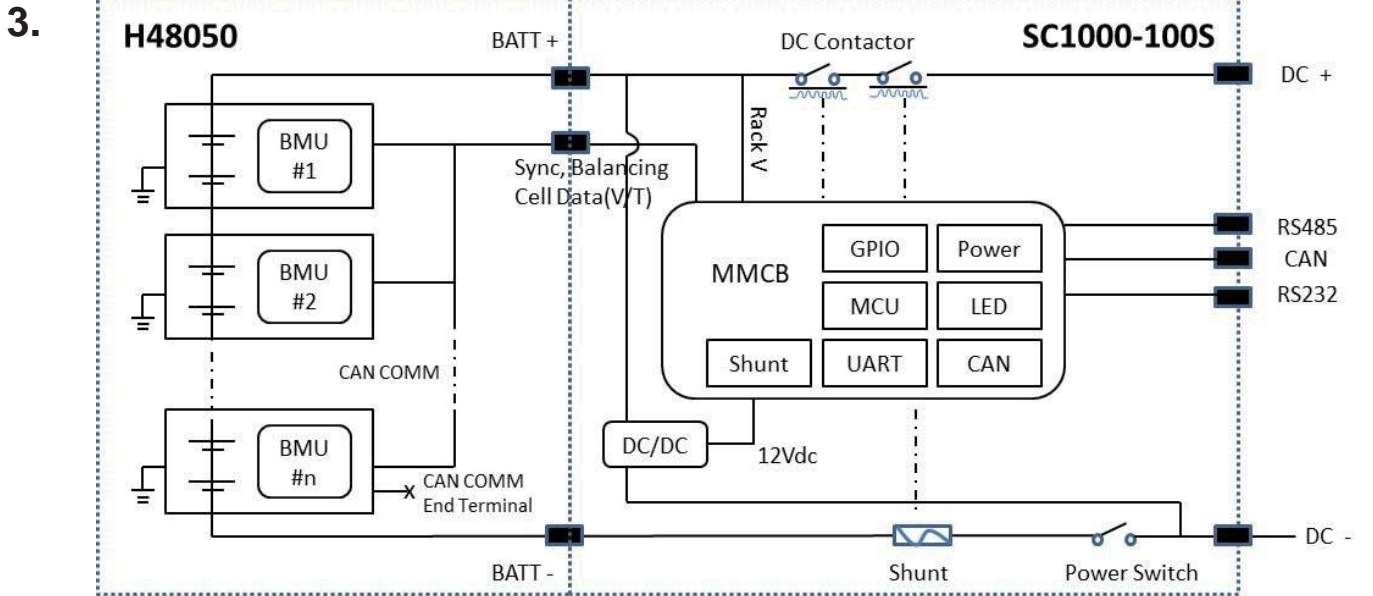 3.
H48050
BATT +
DC Contactor
SC1000-100S
DC +
BMU
#1
Rack V
Sync, Balancing
Cell Data(V/T)
BMU
#2
MMCB
GPIO
Power
MCU
LED
Shunt
UART
CAN
RS485
CAN
RS232
CAN COMM
BMU
#n
CAN COMM
End Terminal
X
DC/DC
12Vdc
BATT -
Shunt
Power Switch
DC -